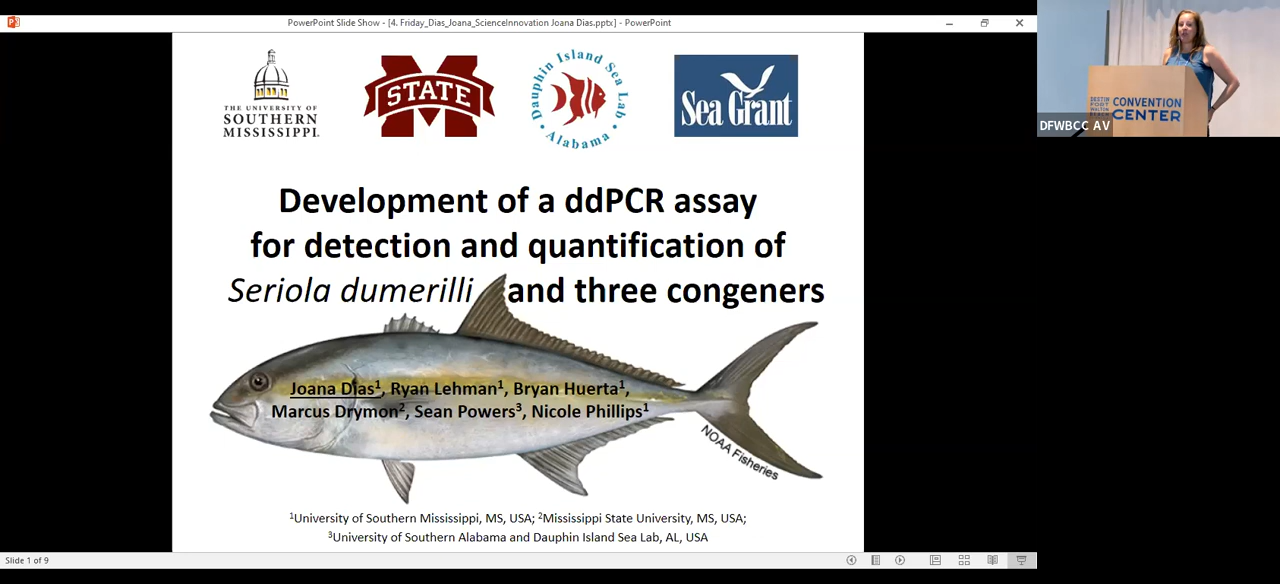 PowerPoint Slide Show - [4. Friday_Dias_Joana_ScienceInnovation Joana Dias.pptx] - PowerPoint
THE UNIVERSITY OF
SOUTHERN
MISSISSIPPI.
STATE
Dauphin Island Sea Lab
Alabama
Sea Grant
Development of a ddPCR assay
for detection and quantification of
Seriola dumerilli and three congeners
Joana Dias1, Ryan Lehman1, Bryan Huerta1,
Marcus Drymon2, Sean Powers3, Nicole Phillips1
NOAA Fisheries
1University of Southern Mississippi, MS, USA; 2Mississippi State University, MS, USA;
3University of Southern Alabama and Dauphin Island Sea Lab, AL, USA
Slide 1 of 9
DESTIN
FORT
WALTON
BEACH
CONVENTION
CENTER
DFWBCC AV